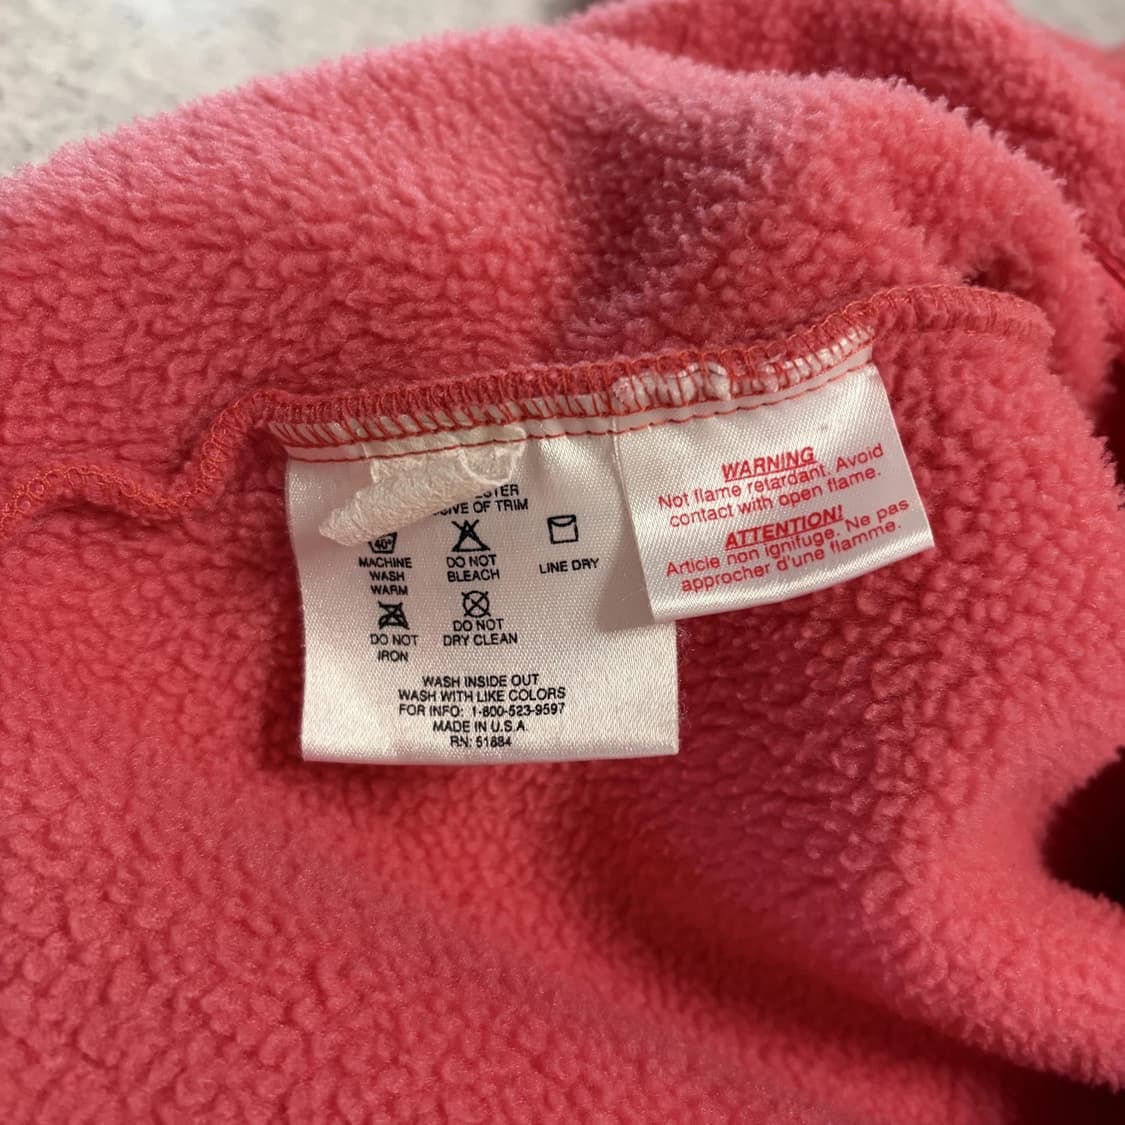 OF TRIM
40°
MACHINE
WASH
WARM
DO NOT
BLEACH
LINE DRY
DO NOT
IRON
DO NOT
DRY CLEAN
WASH INSIDE OUT
WASH WITH LIKE COLORS
FOR INFO: 1-800-523-9597
MADE IN U.S.A.
RN: 51884
WARNING
Not flame retardant. Avoid
contact with open flame.
ATTENTION!
Article non ignifuge. Ne pas
approcher d'une flamme.